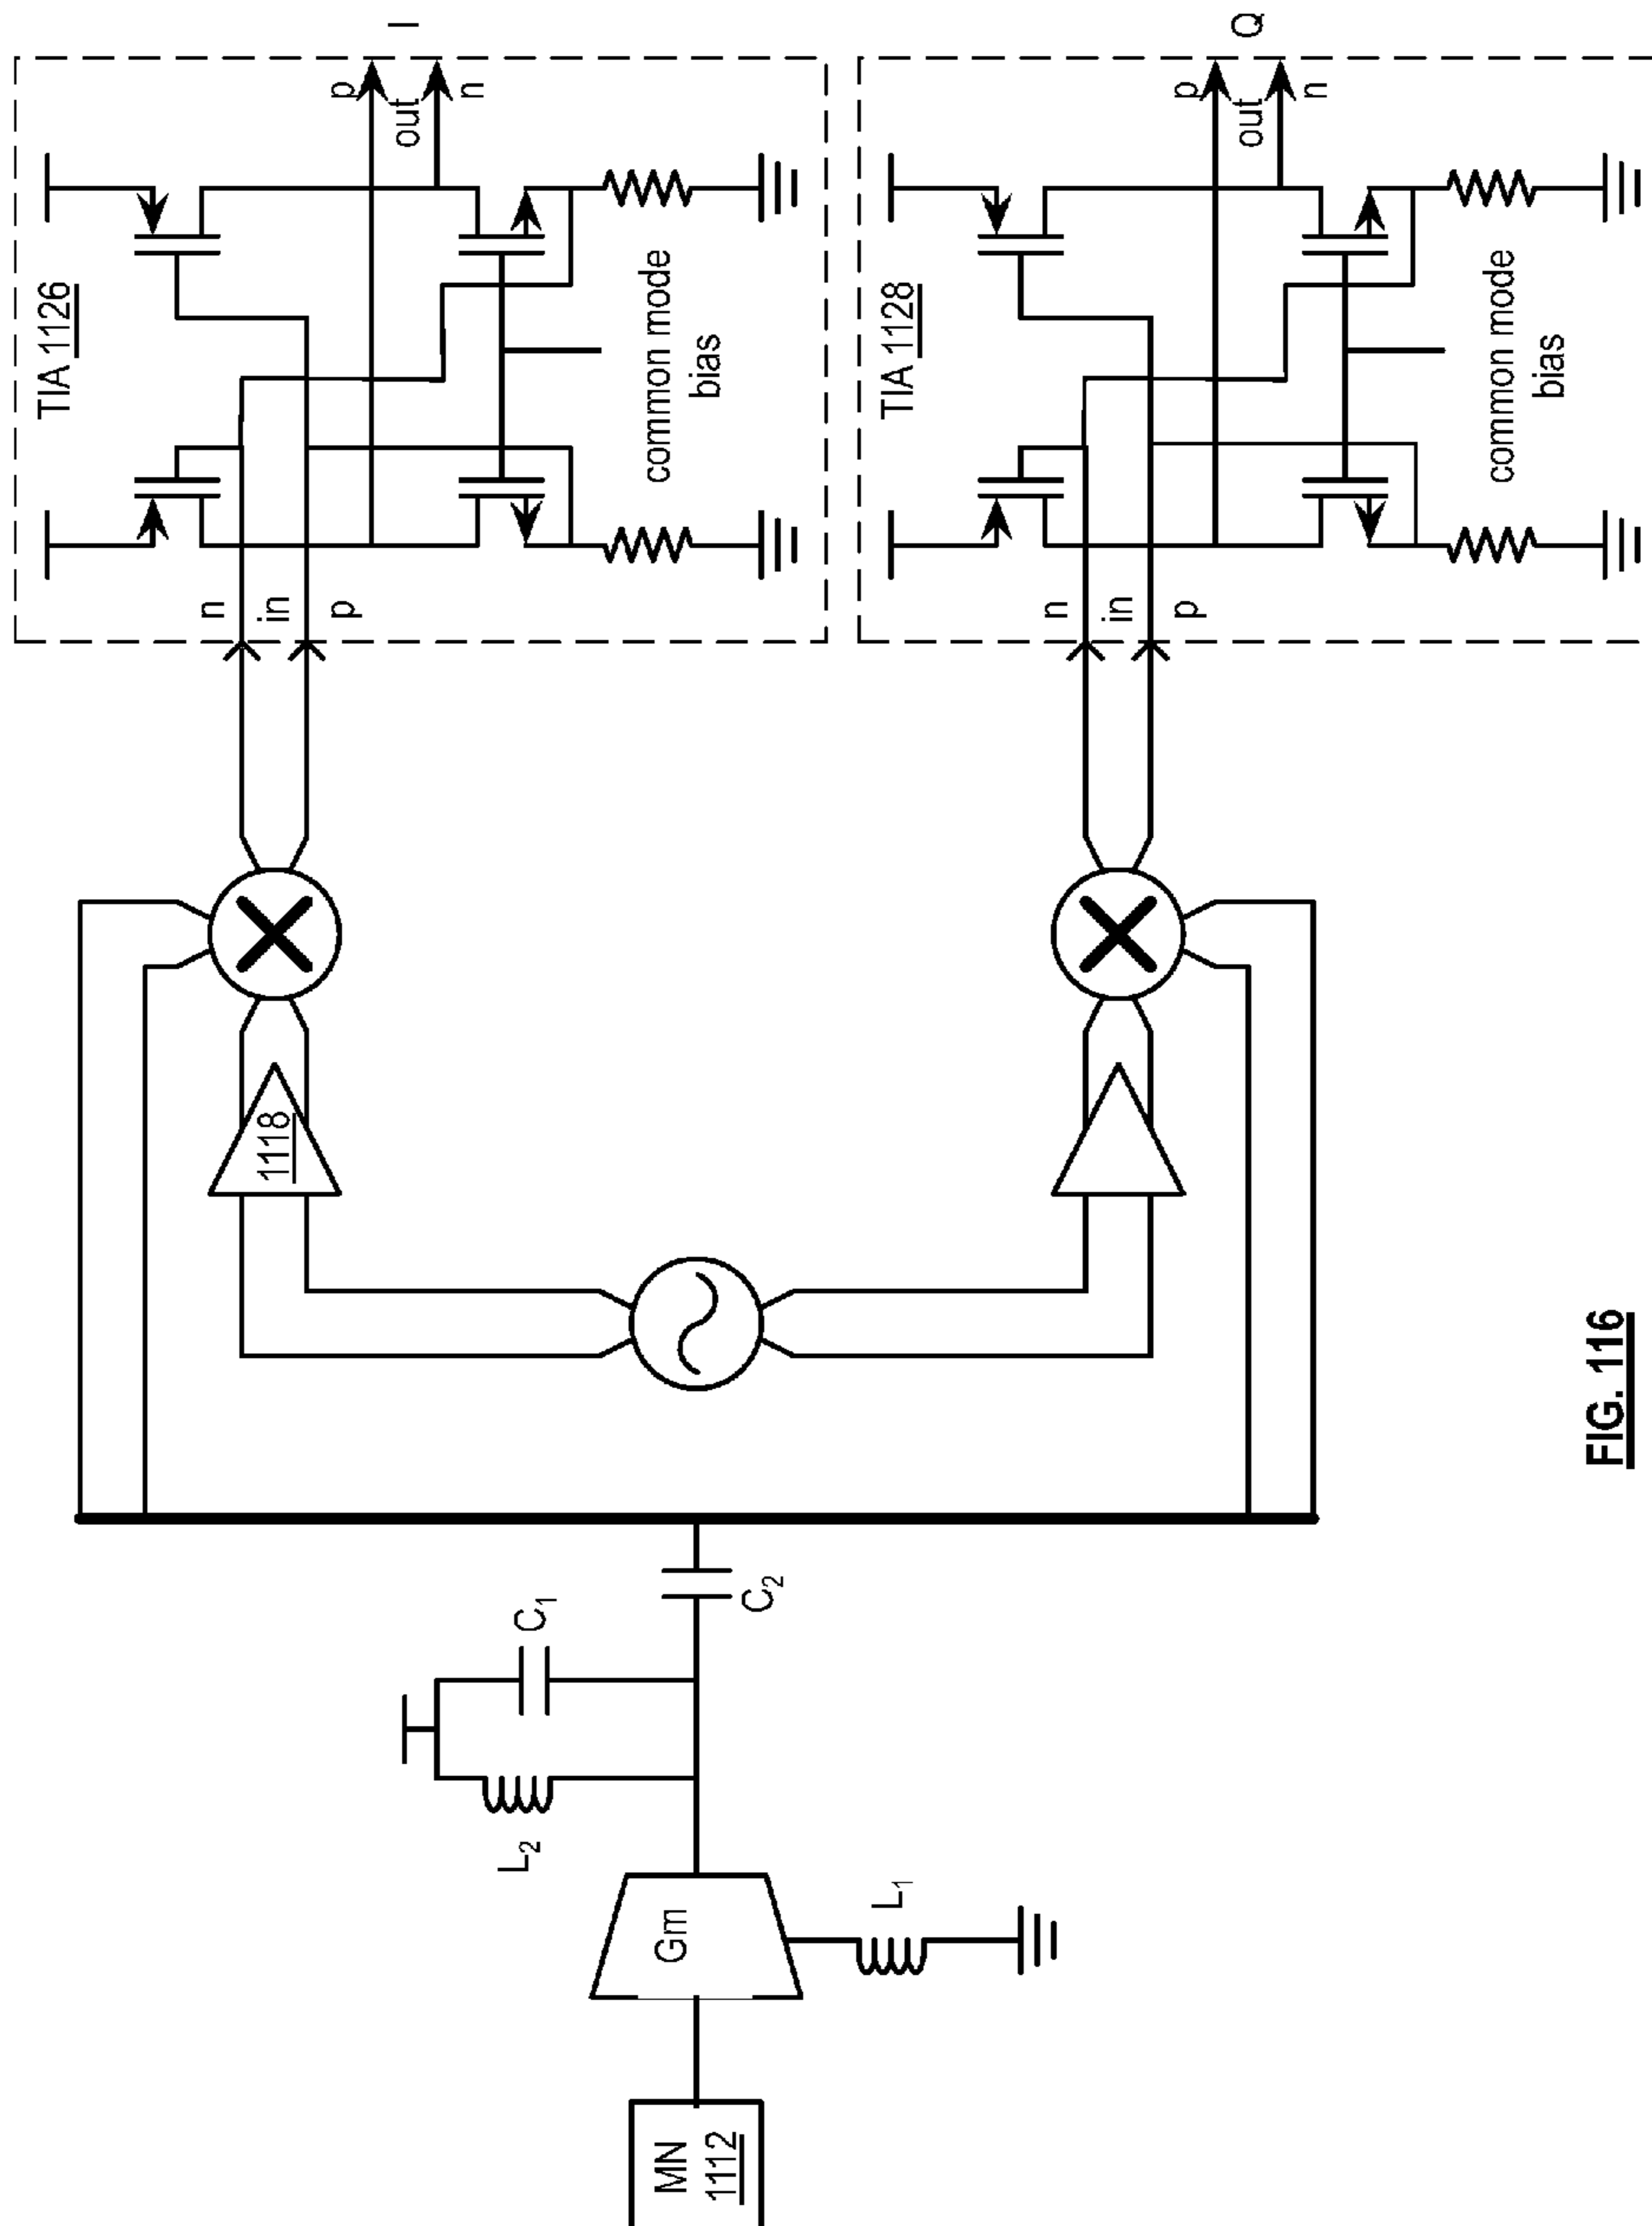 MN
1112
Gm
L1
L2
C1
C2
1118
n
in
p
TIA 1126
common mode
bias
p
out
n
I
n
in
p
TIA 1128
common mode
bias
p
out
n
Q
FIG. 116